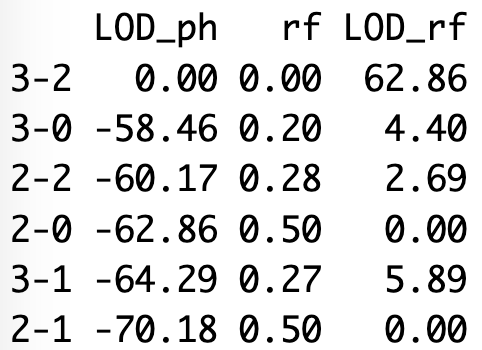 LOD_ph rf LOD_rf
3-2 0.00 0.00 62.86
3-0 -58.46 0.20 4.40
2-2 -60.17 0.28 2.69
2-0 -62.86 0.50 0.00
3-1 -64.29 0.27 5.89
2-1 -70.18 0.50 0.00